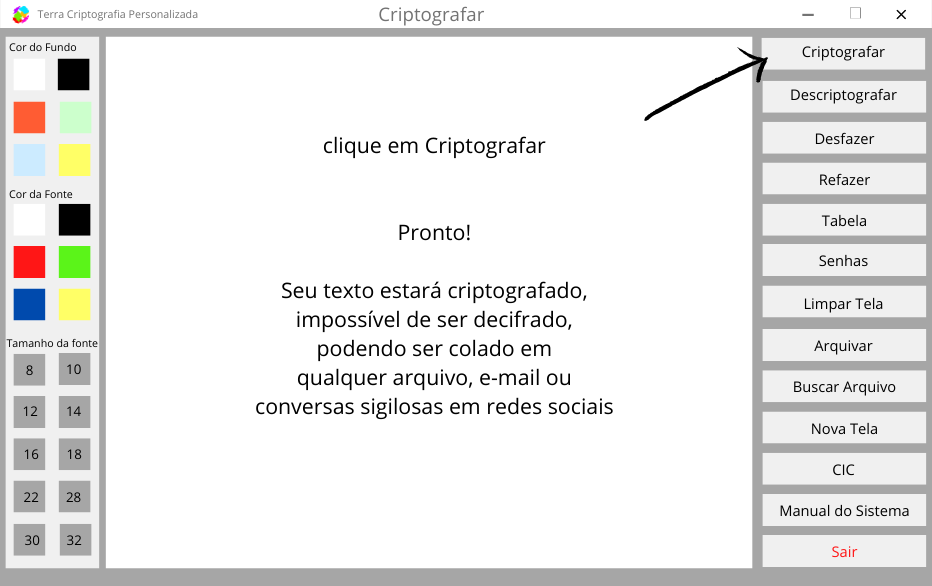 Terra Criptografia Personalizada
Criptografar
Cor do Fundo
Cor da Fonte
Tamanho da fonte
8 10
12 14
16 18
22 28
30 32
clique em Criptografar
Pronto!
Seu texto estará criptografado,
impossível de ser decifrado,
podendo ser colado em
qualquer arquivo, e-mail ou
conversas sigilosas em redes sociais
Criptografar
Descriptografar
Desfazer
Refazer
Tabela
Senhas
Limpar Tela
Arquivar
Buscar Arquivo
Nova Tela
CIC
Manual do Sistema
Sair